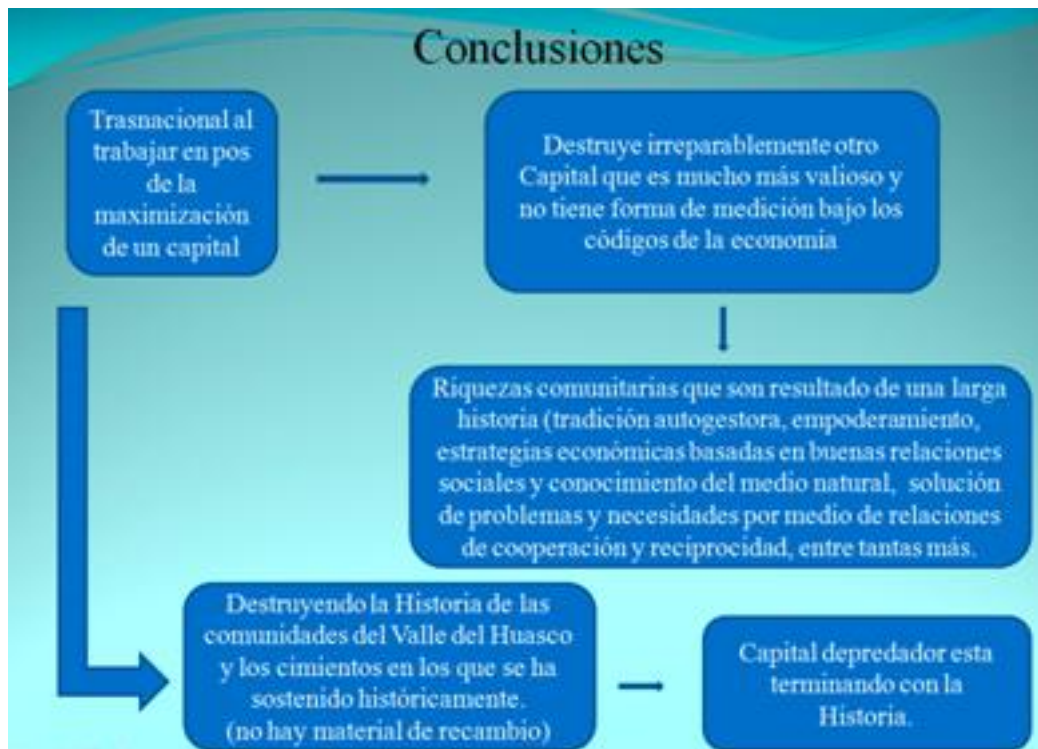 Conclusiones
Trasnacional al
trabajar en pos
de la
maximización
de un capital
Destruye irreparablemente otro
Capital que es mucho más valioso y
no tiene forma de medición bajo los
códigos de la economía
Riquezas comunitarias que son resultado de una larga
historia (tradición autogestora, empoderamiento,
estrategias económicas basadas en buenas relaciones
sociales y conocimiento del medio natural, solución
de problemas y necesidades por medio de relaciones
de cooperación y reciprocidad, entre tantas más.
Destruyendo la Historia de las
comunidades del Valle del Huasco
y los cimientos en los que se ha
sostenido históricamente.
(no hay material de recambio)
Capital depredador esta
terminando con la
Historia.